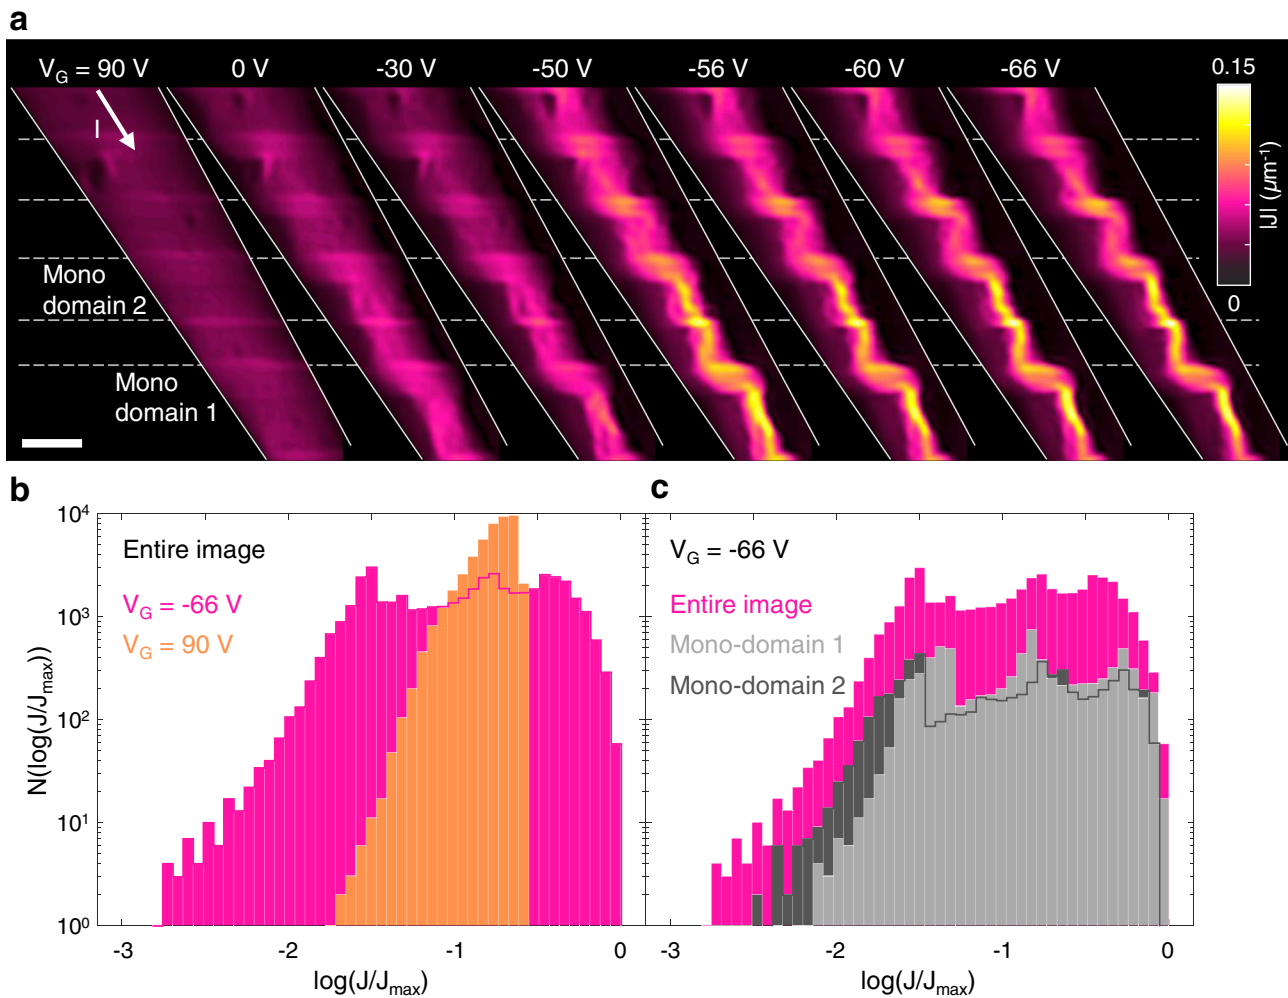 a
V_G = 90 V 0 V -30 V -50 V -56 V -60 V -66 V 0.15
I
|J| (μm⁻¹)
Mono
domain 2
0
Mono
domain 1
b
c
10⁴
Entire image
V_G = -66 V
V_G = 90 V
10³
10²
10¹
10⁰
N(log(J/J_max))
-3 -2 -1 0
log(J/J_max)
V_G = -66 V
Entire image
Mono-domain 1
Mono-domain 2
-3 -2 -1 0
log(J/J_max)